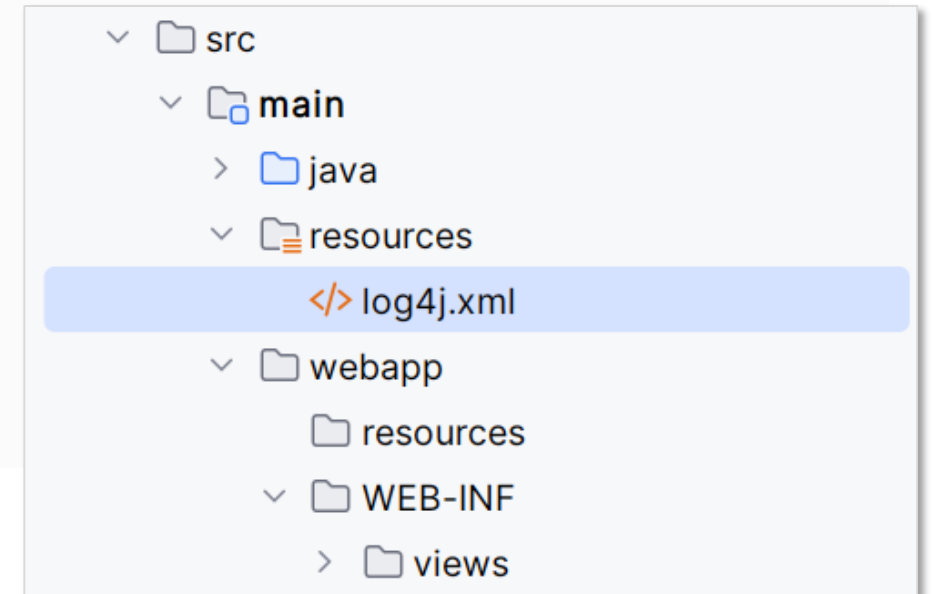 src
main
java
resources
</> log4j.xml
webapp
resources
WEB-INF
views